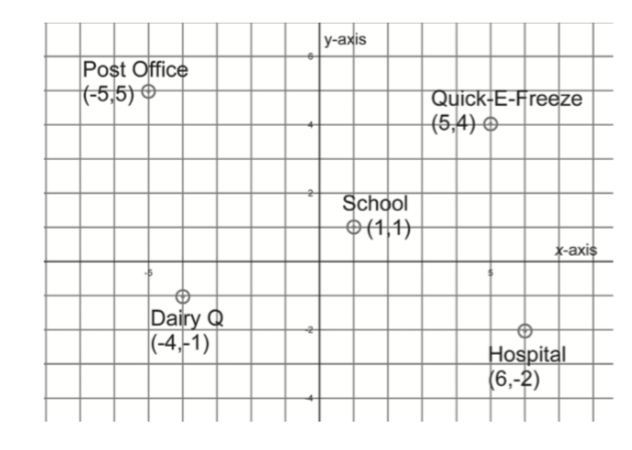 y-axis
6
Post Office
(-5,5)
Quick-E-Freeze
(5,4)
4
2
School
(1,1)
x-axis
-5
5
Dairy Q
(-4,-1)
-2
Hospital
(6,-2)
-4